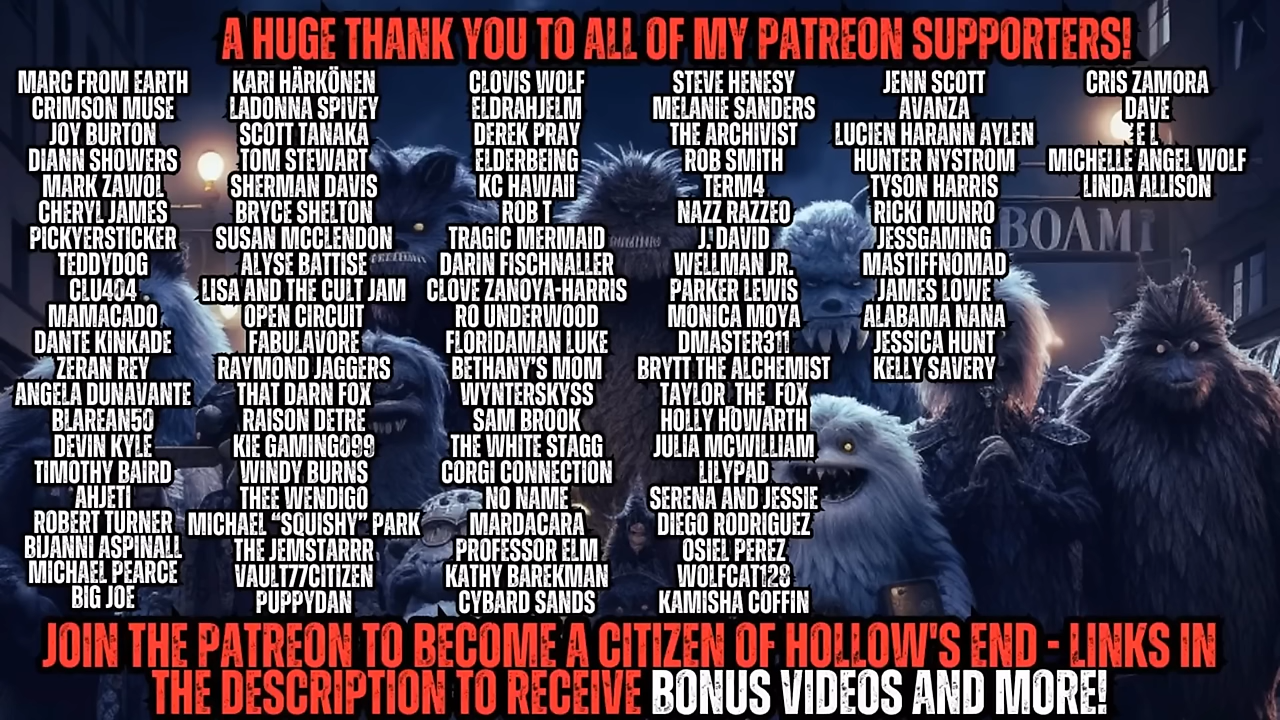 A HUGE THANK YOU TO ALL OF MY PATREON SUPPORTERS!
MARC FROM EARTH
CRIMSON MUSE
JOY BURTON
DIANN SHOWERS
MARK ZAWOL
CHERYL JAMES
PICKYERSTICKER
TEDDYDOG
CLU404
MAMACADO
DANTE KINKADE
ZERAN REY
ANGELA DUNAVANTE
BLAREAN50
DEVIN KYLE
TIMOTHY BAIRD
AHJETI
ROBERT TURNER
BIJANNI ASPINALL
MICHAEL PEARCE
BIG JOE
KARI HÄRKÖNEN
LADONNA SPIVEY
SCOTT TANAKA
TOM STEWART
SHERMAN DAVIS
BRYCE SHELTON
SUSAN MCCLENDON
ALYSE BATTISE
LISA AND THE CULT JAM
OPEN CIRCUIT
FABULAVORE
RAYMOND JAGGERS
THAT DARN FOX
RAISON DETRE
KIE GAMING099
WINDY BURNS
THEE WENDIGO
MICHAEL “SQUISHY” PARK
THE JEMSTARRR
VAULT77CITIZEN
PUPPYDAN
CLOVIS WOLF
ELDRAHJELM
DEREK PRAY
ELDERBEING
KC HAWAII
ROB T
TRAGIC MERMAID
DARIN FISCHNALLER
CLOVE ZANOYA-HARRIS
RO UNDERWOOD
FLORIDAMAN LUKE
BETHANY'S MOM
WYNTERSKYSS
SAM BROOK
THE WHITE STAGG
CORGI CONNECTION
NO NAME
MARDACARA
PROFESSOR ELM
KATHY BAREKMAN
CYBARD SANDS
STEVE HENESY
MELANIE SANDERS
THE ARCHIVIST
ROB SMITH
TERM4
NAZZ RAZZEO
J. DAVID
WELLMAN JR.
PARKER LEWIS
MONICA MOYA
DMASTER311
BRYTT THE ALCHEMIST
TAYLOR_THE_FOX
HOLLY HOWARTH
JULIA MCWILLIAM
LILYPAD
SERENA AND JESSIE
DIEGO RODRIGUEZ
OSIEL PEREZ
WOLFCAT128
KAMISHA COFFIN
JENN SCOTT
AVANZA
LUCIEN HARANN AYLEN
HUNTER NYSTROM
TYSON HARRIS
RICKI MUNRO
JESSGAMING
MASTIFFNOMAD
JAMES LOWE
ALABAMA NANA
JESSICA HUNT
KELLY SAVERY
CRIS ZAMORA
DAVE
E L
MICHELLE ANGEL WOLF
LINDA ALLISON
JOIN THE PATREON TO BECOME A CITIZEN OF HOLLOW'S END - LINKS IN
THE DESCRIPTION TO RECEIVE BONUS VIDEOS AND MORE!